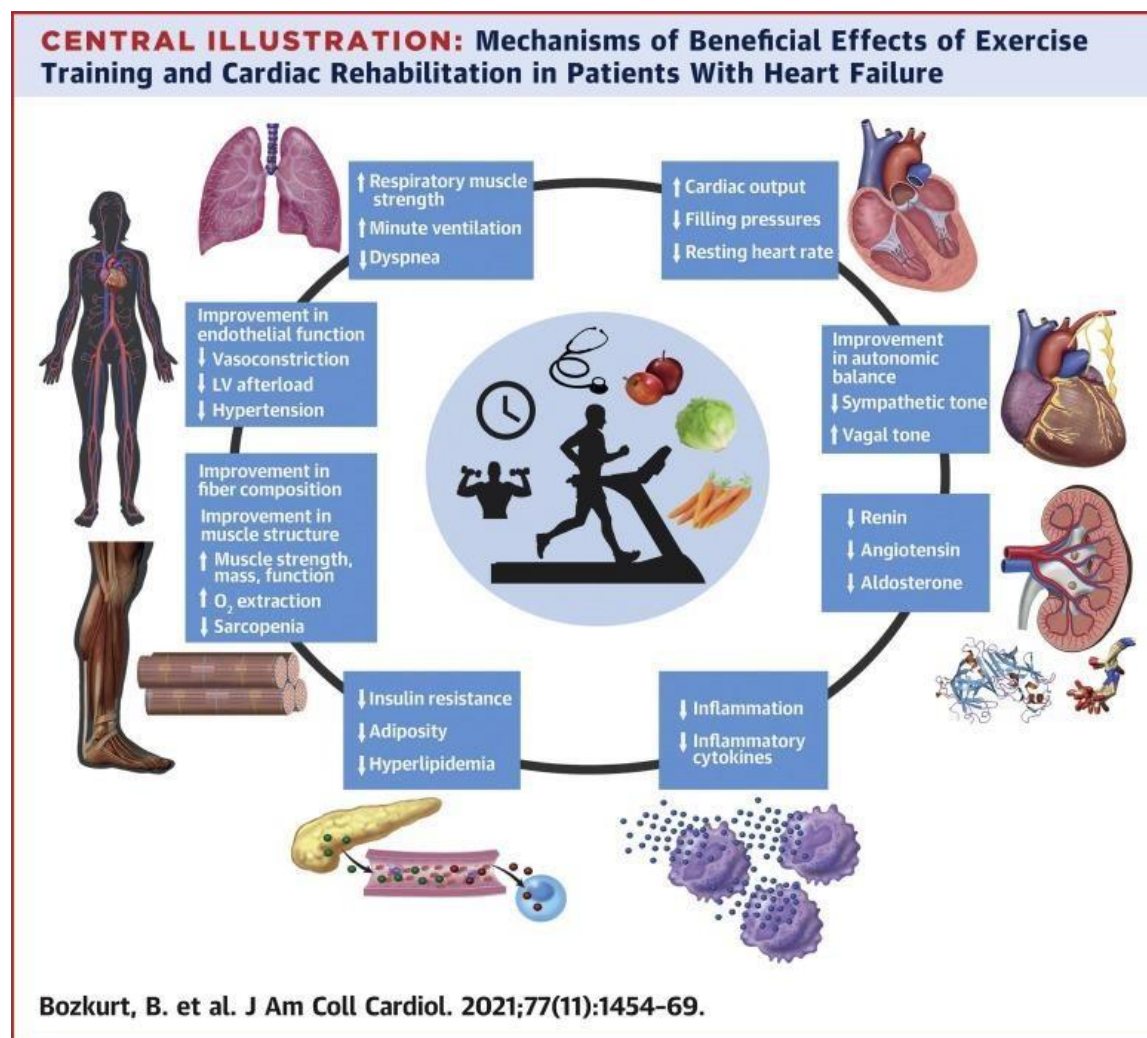 CENTRAL ILLUSTRATION: Mechanisms of Beneficial Effects of Exercise
Training and Cardiac Rehabilitation in Patients With Heart Failure
↑ Respiratory muscle
strength
↑ Minute ventilation
↓ Dyspnea
↑ Cardiac output
↓ Filling pressures
↓ Resting heart rate
Improvement in
endothelial function
↓ Vasoconstriction
↓ LV afterload
↓ Hypertension
Improvement
in autonomic
balance
↓ Sympathetic tone
↑ Vagal tone
Improvement in
fiber composition
Improvement in
muscle structure
↑ Muscle strength,
mass, function
↑ O₂ extraction
↓ Sarcopenia
↓ Renin
↓ Angiotensin
↓ Aldosterone
↓ Insulin resistance
↓ Adiposity
↓ Hyperlipidemia
↓ Inflammation
↓ Inflammatory
cytokines
Bozkurt, B. et al. J Am Coll Cardiol. 2021;77(11):1454–69.